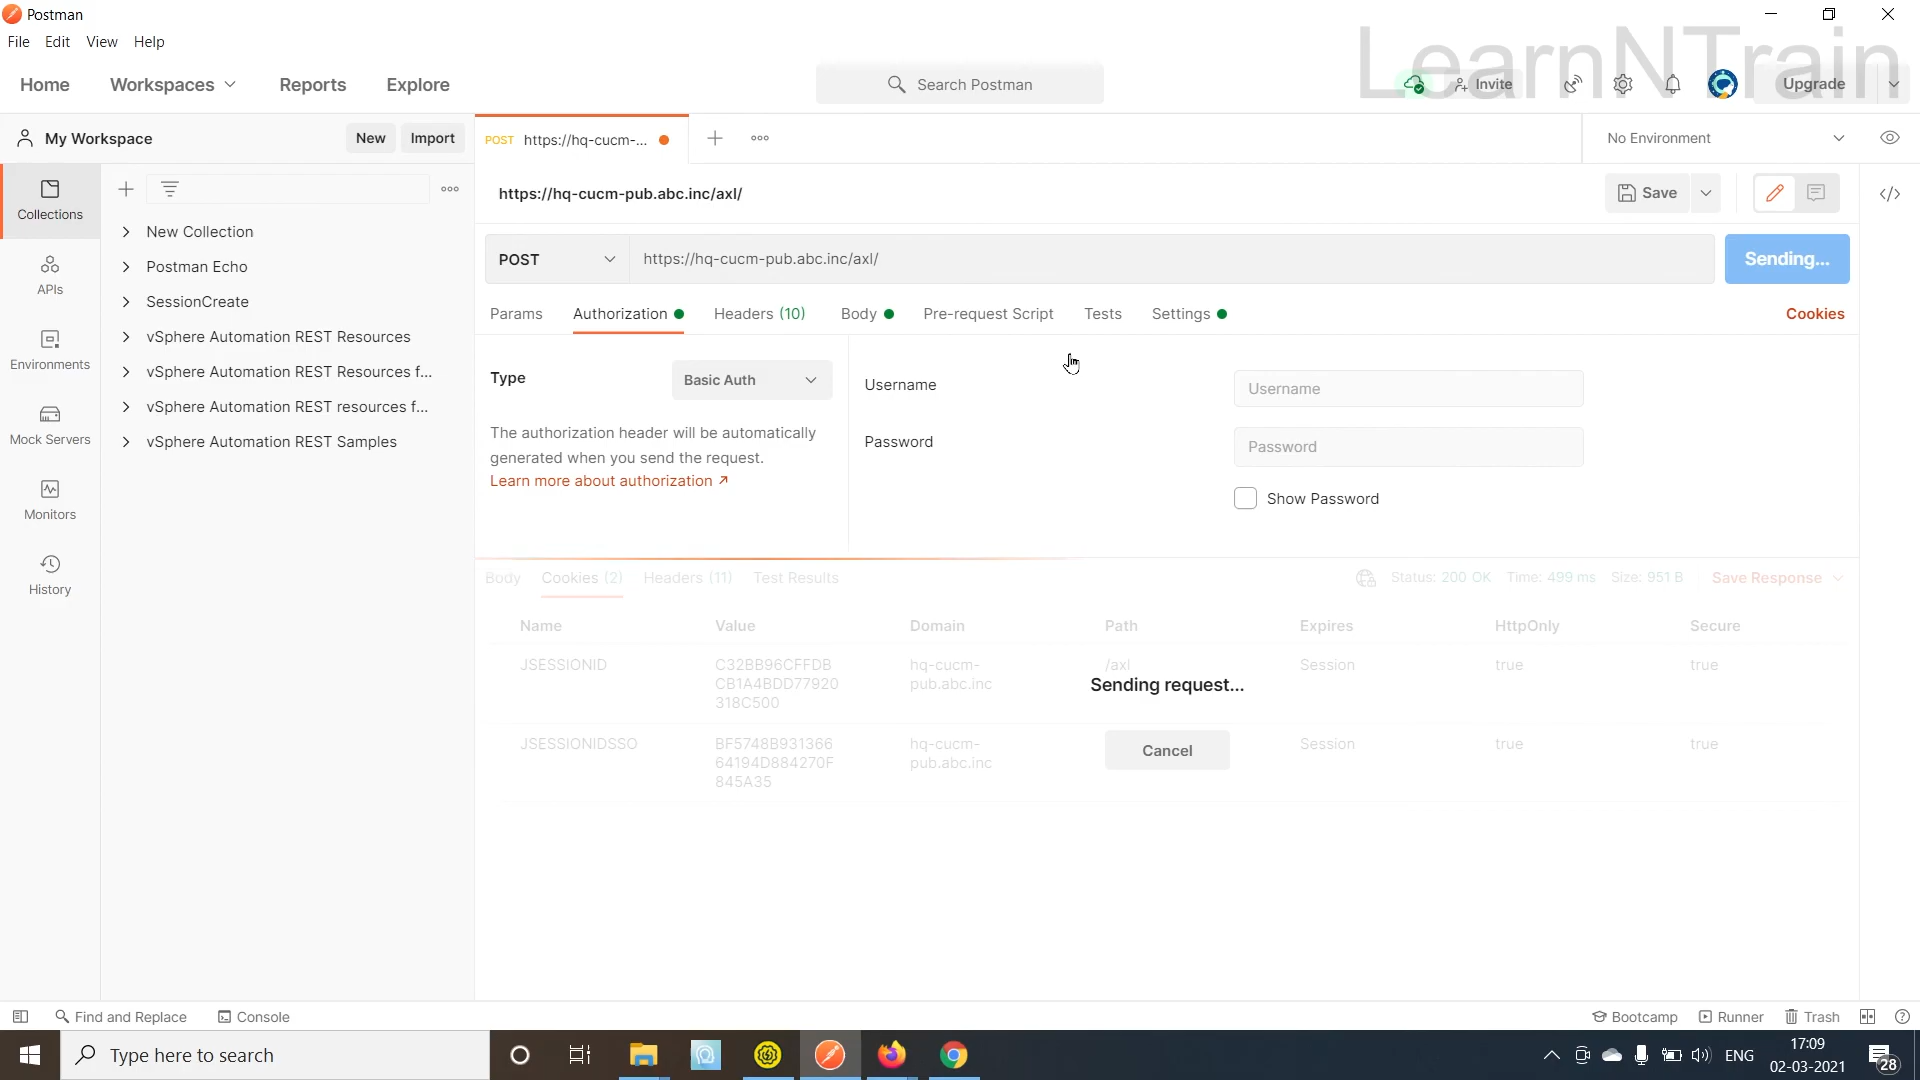 Postman
File Edit View Help
LearnNTrain
Home Workspaces Reports Explore Search Postman Invite Upgrade
My Workspace New Import POST https://hq-cucm-... No Environment
https://hq-cucm-pub.abc.inc/axl/ Save
Collections
APIs
Environments
Mock Servers
Monitors
History
New Collection
Postman Echo
SessionCreate
vSphere Automation REST Resources
vSphere Automation REST Resources f...
vSphere Automation REST resources f...
vSphere Automation REST Samples
POST https://hq-cucm-pub.abc.inc/axl/ Sending...
Params Authorization Headers (10) Body Pre-request Script Tests Settings Cookies
Type Basic Auth
The authorization header will be automatically
generated when you send the request.
Learn more about authorization ↗
Username Username
Password Password
Show Password
Body Cookies (2) Headers (11) Test Results Status: 200 OK Time: 499 ms Size: 951 B Save Response
Name Value Domain Path Expires HttpOnly Secure
JSESSIONID C32BB96CFFDB hq-cucm- /axl Session true true
CB1A4BDD77920 pub.abc.inc
318C500
Sending request...
JSESSIONIDSSO BF5748B931366 hq-cucm- Session true true
64194D884270F pub.abc.inc
845A35
Cancel
Find and Replace Console Bootcamp Runner Trash
Type here to search ENG 17:09
02-03-2021 28